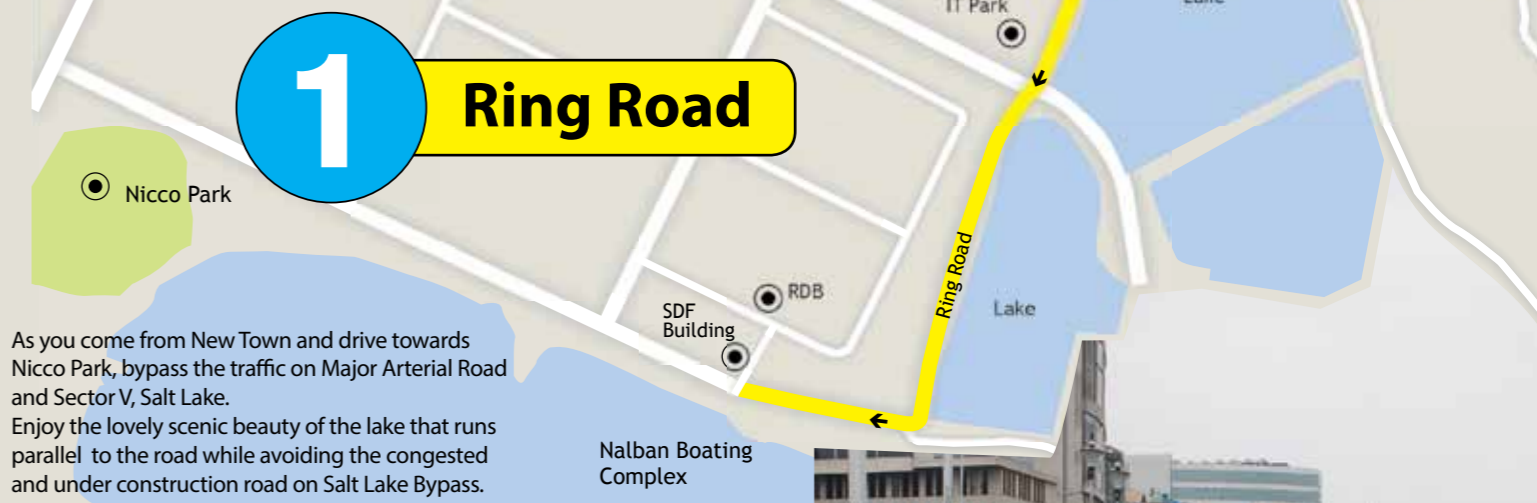 IT Park
Lake
1
Ring Road
Nicco Park
RDB
SDF
Building
Ring Road
Lake
As you come from New Town and drive towards
Nicco Park, bypass the traffic on Major Arterial Road
and Sector V, Salt Lake.
Enjoy the lovely scenic beauty of the lake that runs
parallel to the road while avoiding the congested
and under construction road on Salt Lake Bypass.
Nalban Boating
Complex